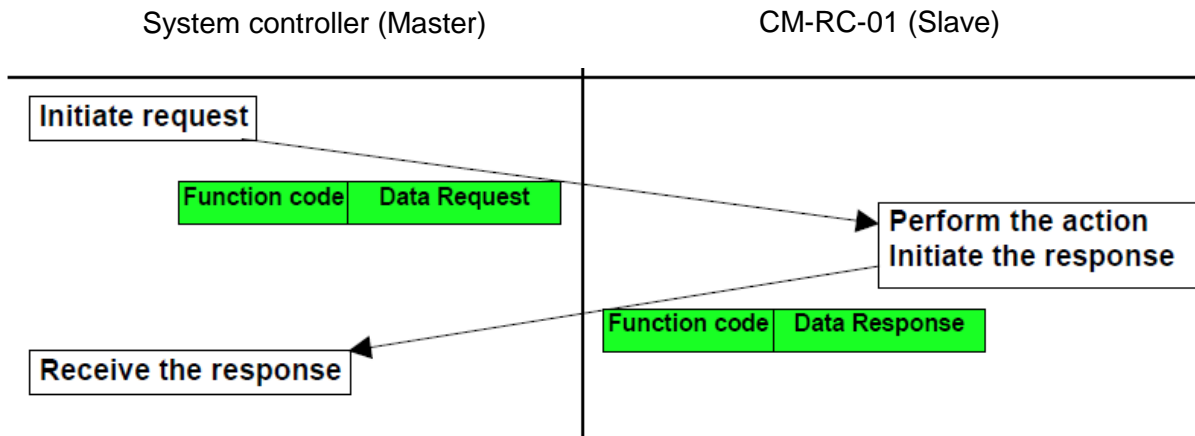 System controller (Master)
CM-RC-01 (Slave)
Initiate request
Function code
Data Request
Perform the action
Initiate the response
Function code
Data Response
Receive the response